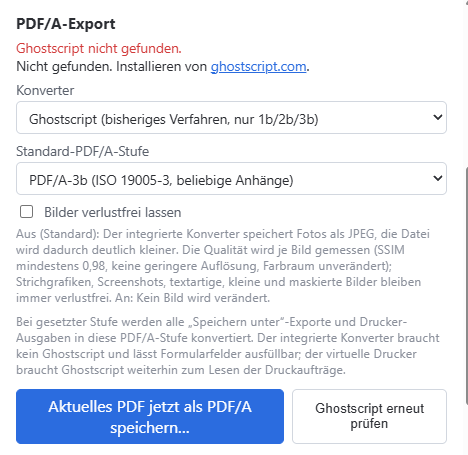 PDF/A-Export
Ghostscript nicht gefunden.
Nicht gefunden. Installieren von ghostscript.com.
Konverter
Ghostscript (bisheriges Verfahren, nur 1b/2b/3b)
Standard-PDF/A-Stufe
PDF/A-3b (ISO 19005-3, beliebige Anhänge)
Bilder verlustfrei lassen
Aus (Standard): Der integrierte Konverter speichert Fotos als JPEG, die Datei
wird dadurch deutlich kleiner. Die Qualität wird je Bild gemessen (SSIM
mindestens 0,98, keine geringere Auflösung, Farbraum unverändert);
Strichgrafiken, Screenshots, textartige, kleine und maskierte Bilder bleiben
immer verlustfrei. An: Kein Bild wird verändert.
Bei gesetzter Stufe werden alle „Speichern unter“-Exporte und Drucker-
Ausgaben in diese PDF/A-Stufe konvertiert. Der integrierte Konverter braucht
kein Ghostscript und lässt Formularfelder ausfüllbar; der virtuelle Drucker
braucht Ghostscript weiterhin zum Lesen der Druckaufträge.
Aktuelles PDF jetzt als PDF/A
speichern...
Ghostscript erneut
prüfen